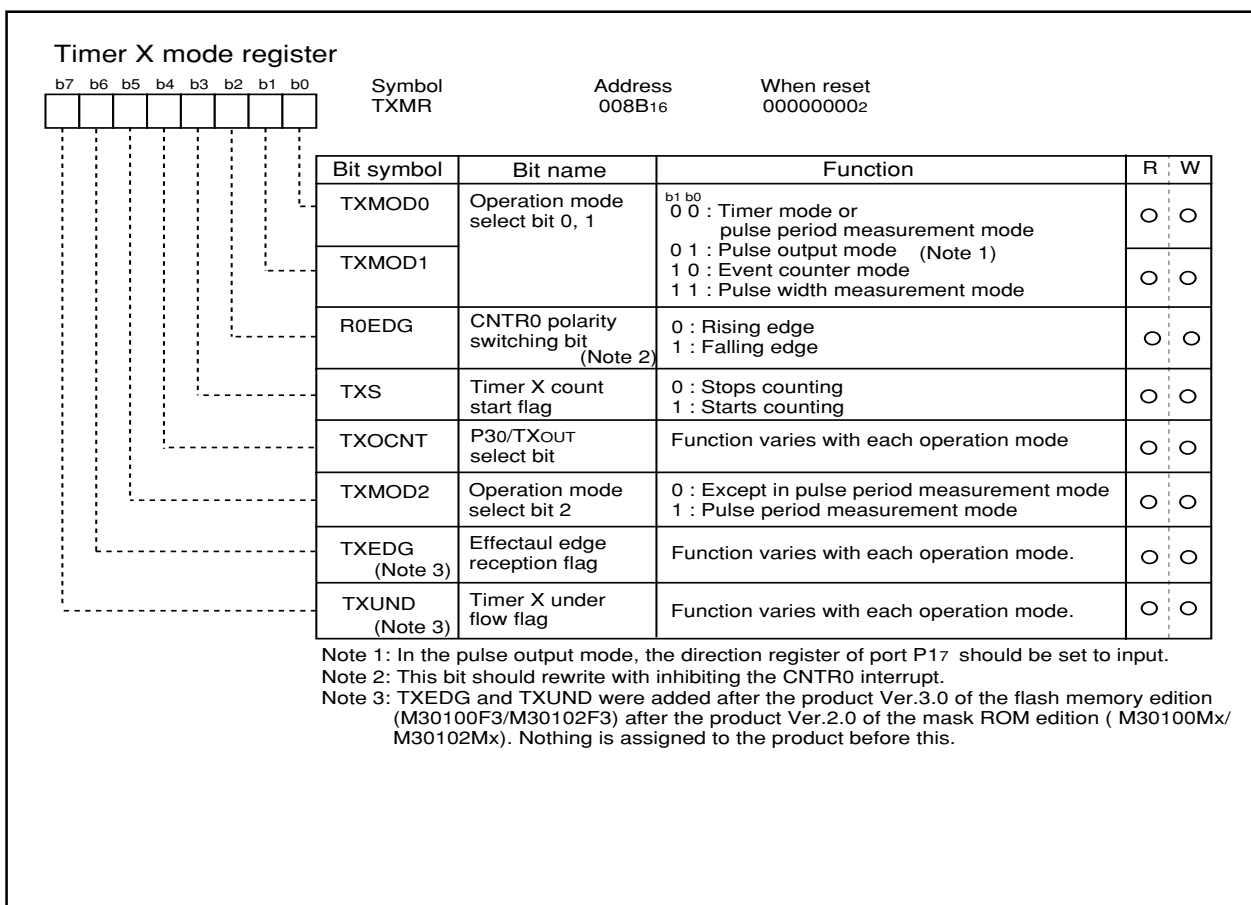 Timer X mode register
b7 b6 b5 b4 b3 b2 b1 b0
Symbol Address When reset
TXMR 008B16 000000002
Bit symbol Bit name Function R W
TXMOD0 Operation mode select bit 0, 1
b1 b0
0 0 : Timer mode or
pulse period measurement mode
TXMOD1
0 1 : Pulse output mode (Note 1)
1 0 : Event counter mode
1 1 : Pulse width measurement mode
R0EDG CNTR0 polarity
switching bit
(Note 2)
0 : Rising edge
1 : Falling edge
TXS Timer X count
start flag
0 : Stops counting
1 : Starts counting
TXOCNT P30/TXOUT
select bit
Function varies with each operation mode
TXMOD2 Operation mode
select bit 2
0 : Except in pulse period measurement mode
1 : Pulse period measurement mode
TXEDG
(Note 3)
Effectaul edge
reception flag
Function varies with each operation mode.
TXUND
(Note 3)
Timer X under
flow flag
Function varies with each operation mode.
Note 1: In the pulse output mode, the direction register of port P17 should be set to input.
Note 2: This bit should rewrite with inhibiting the CNTR0 interrupt.
Note 3: TXEDG and TXUND were added after the product Ver.3.0 of the flash memory edition
(M30100F3/M30102F3) after the product Ver.2.0 of the mask ROM edition ( M30100Mx/
M30102Mx). Nothing is assigned to the product before this.